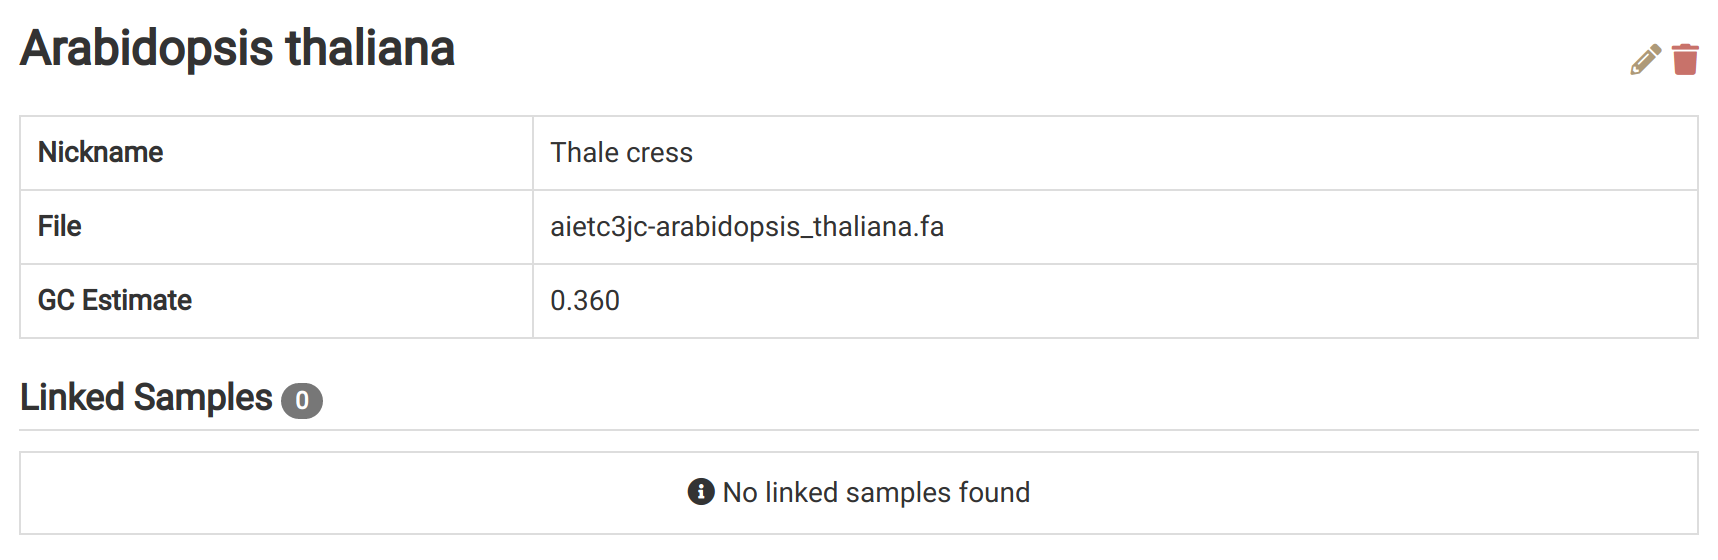 Arabidopsis thaliana
Nickname Thale cress
File aietc3jc-arabidopsis_thaliana.fa
GC Estimate 0.360
Linked Samples 0
No linked samples found